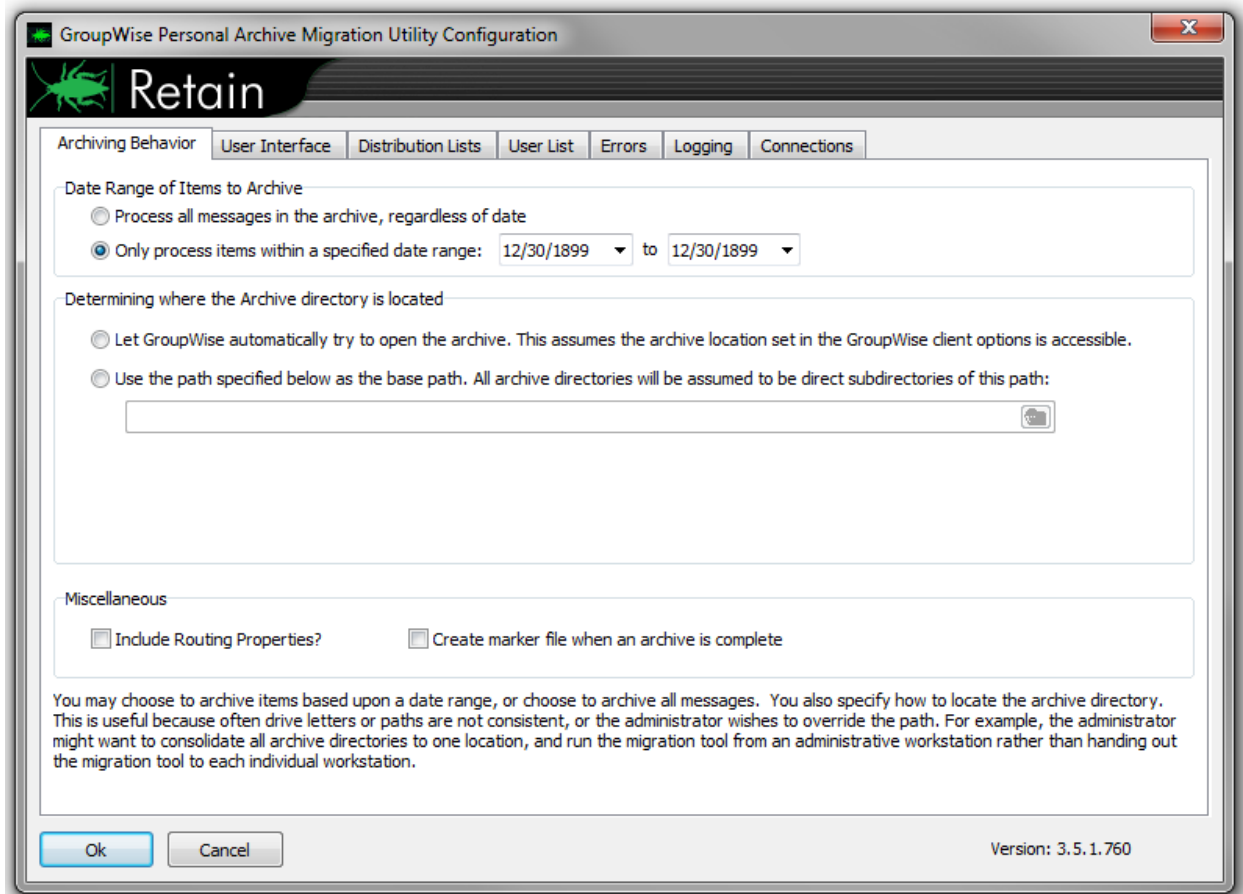 GroupWise Personal Archive Migration Utility Configuration
Retain
Archiving Behavior User Interface Distribution Lists User List Errors Logging Connections
Date Range of Items to Archive
Process all messages in the archive, regardless of date
Only process items within a specified date range: 12/30/1899 to 12/30/1899
Determining where the Archive directory is located
Let GroupWise automatically try to open the archive. This assumes the archive location set in the GroupWise client options is accessible.
Use the path specified below as the base path. All archive directories will be assumed to be direct subdirectories of this path:
Miscellaneous
Include Routing Properties? Create marker file when an archive is complete
You may choose to archive items based upon a date range, or choose to archive all messages. You also specify how to locate the archive directory.
This is useful because often drive letters or paths are not consistent, or the administrator wishes to override the path. For example, the administrator
might want to consolidate all archive directories to one location, and run the migration tool from an administrative workstation rather than handing out
the migration tool to each individual workstation.
Ok Cancel Version: 3.5.1.760